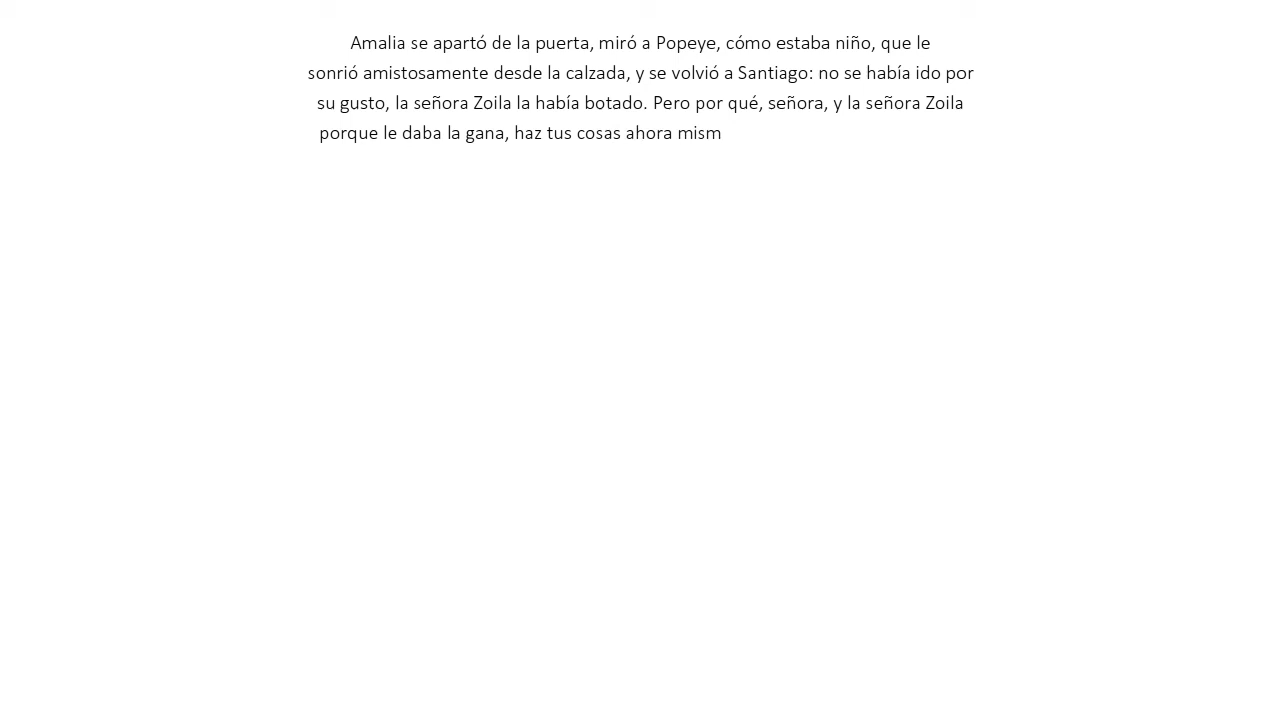 Amalia se apartó de la puerta, miró a Popeye, cómo estaba niño, que le
sonrió amistosamente desde la calzada, y se volvió a Santiago: no se había ido por
su gusto, la señora Zoila la había botado. Pero por qué, señora, y la señora Zoila
porque le daba la gana, haz tus cosas ahora mism